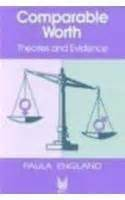 Comparable
Worth
Theories and Evidence
PAULA ENGLAND